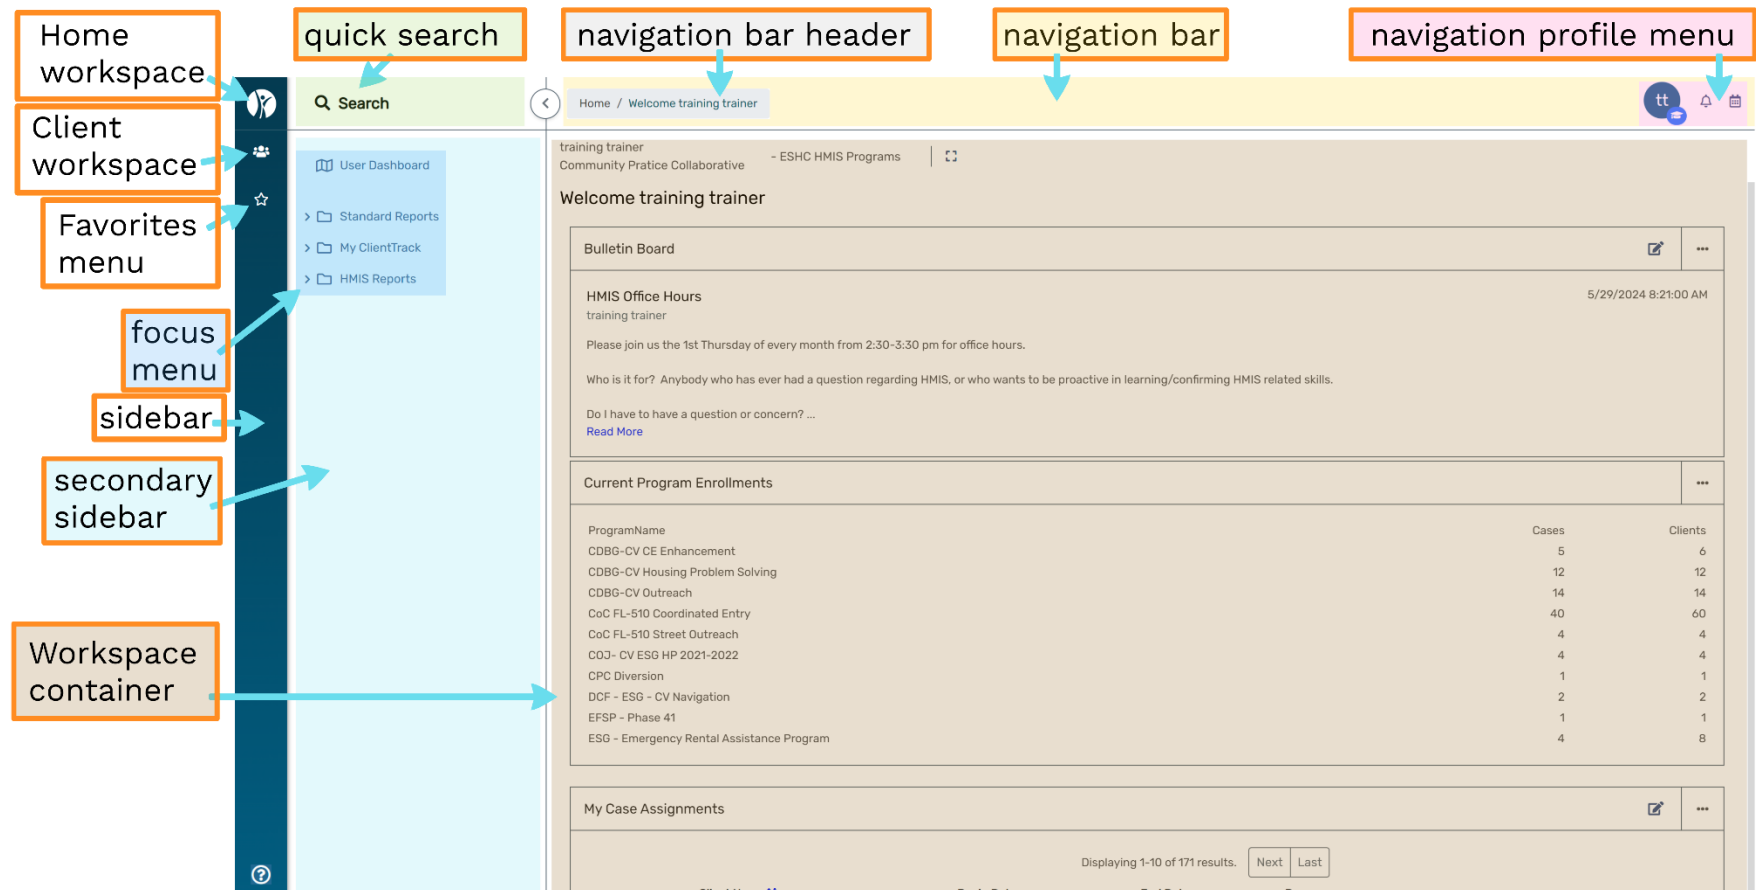 Home
workspace
quick search
navigation bar header
navigation bar
navigation profile menu
Client
workspace
Favorites
menu
focus
menu
sidebar
secondary
sidebar
Workspace
container
Search
Home / Welcome training trainer
tt
User Dashboard
Standard Reports
My ClientTrack
HMIS Reports
training trainer
Community Pratice Collaborative - ESHC HMIS Programs
Welcome training trainer
Bulletin Board
HMIS Office Hours 5/29/2024 8:21:00 AM
training trainer
Please join us the 1st Thursday of every month from 2:30-3:30 pm for office hours.
Who is it for? Anybody who has ever had a question regarding HMIS, or who wants to be proactive in learning/confirming HMIS related skills.
Do I have to have a question or concern? ...
Read More
Current Program Enrollments
ProgramName Cases Clients
CDBG-CV CE Enhancement 5 6
CDBG-CV Housing Problem Solving 12 12
CDBG-CV Outreach 14 14
CoC FL-510 Coordinated Entry 40 60
CoC FL-510 Street Outreach 4 4
COJ- CV ESG HP 2021-2022 4 4
CPC Diversion 1 1
DCF - ESG - CV Navigation 2 2
EFSP - Phase 41 1 1
ESG - Emergency Rental Assistance Program 4 8
My Case Assignments
Displaying 1-10 of 171 results. Next Last